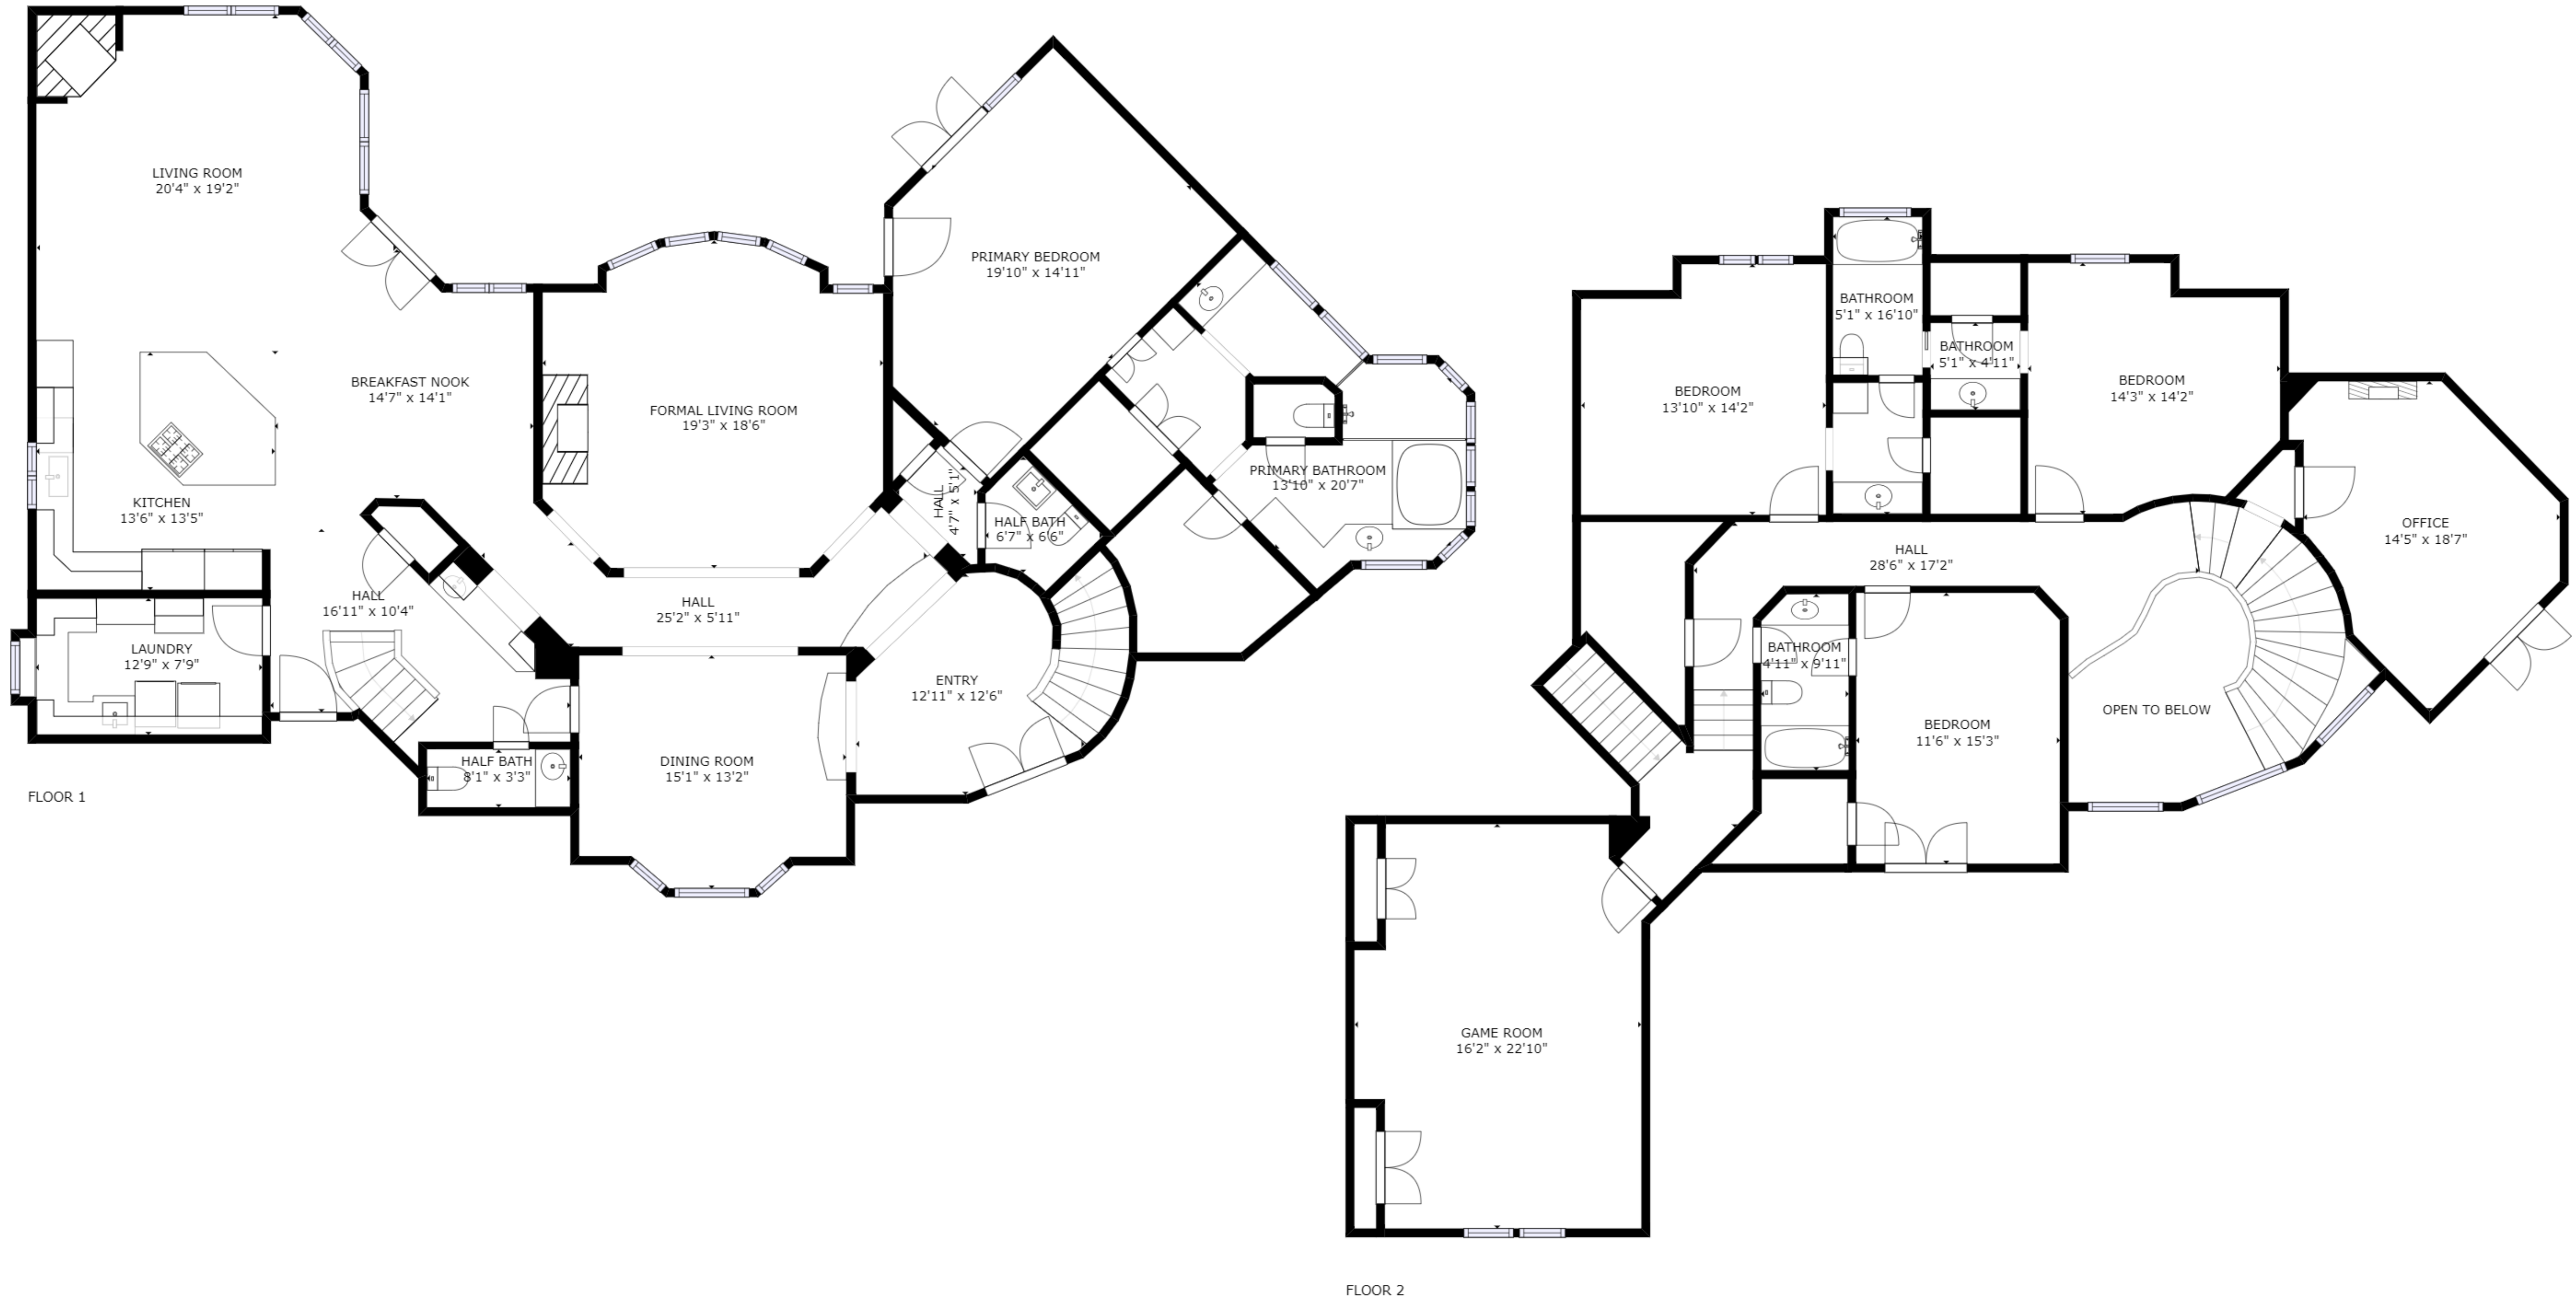 LIVING ROOM
20'4" x 19'2"
BREAKFAST NOOK
14'7" x 14'1"
KITCHEN
13'6" x 13'5"
FORMAL LIVING ROOM
19'3" x 18'6"
PRIMARY BEDROOM
19'10" x 14'11"
HALL
4'7" x 5'1"
HALF BATH
6'7" x 6'6"
PRIMARY BATHROOM
13'10" x 20'7"
HALL
16'11" x 10'4"
HALL
25'2" x 5'11"
LAUNDRY
12'9" x 7'9"
ENTRY
12'11" x 12'6"
HALF BATH
8'1" x 3'3"
DINING ROOM
15'1" x 13'2"
FLOOR 1
BATHROOM
5'1" x 16'10"
BATHROOM
5'1" x 4'11"
BEDROOM
13'10" x 14'2"
BEDROOM
14'3" x 14'2"
OFFICE
14'5" x 18'7"
HALL
28'6" x 17'2"
BATHROOM
4'11" x 9'11"
BEDROOM
11'6" x 15'3"
OPEN TO BELOW
GAME ROOM
16'2" x 22'10"
FLOOR 2